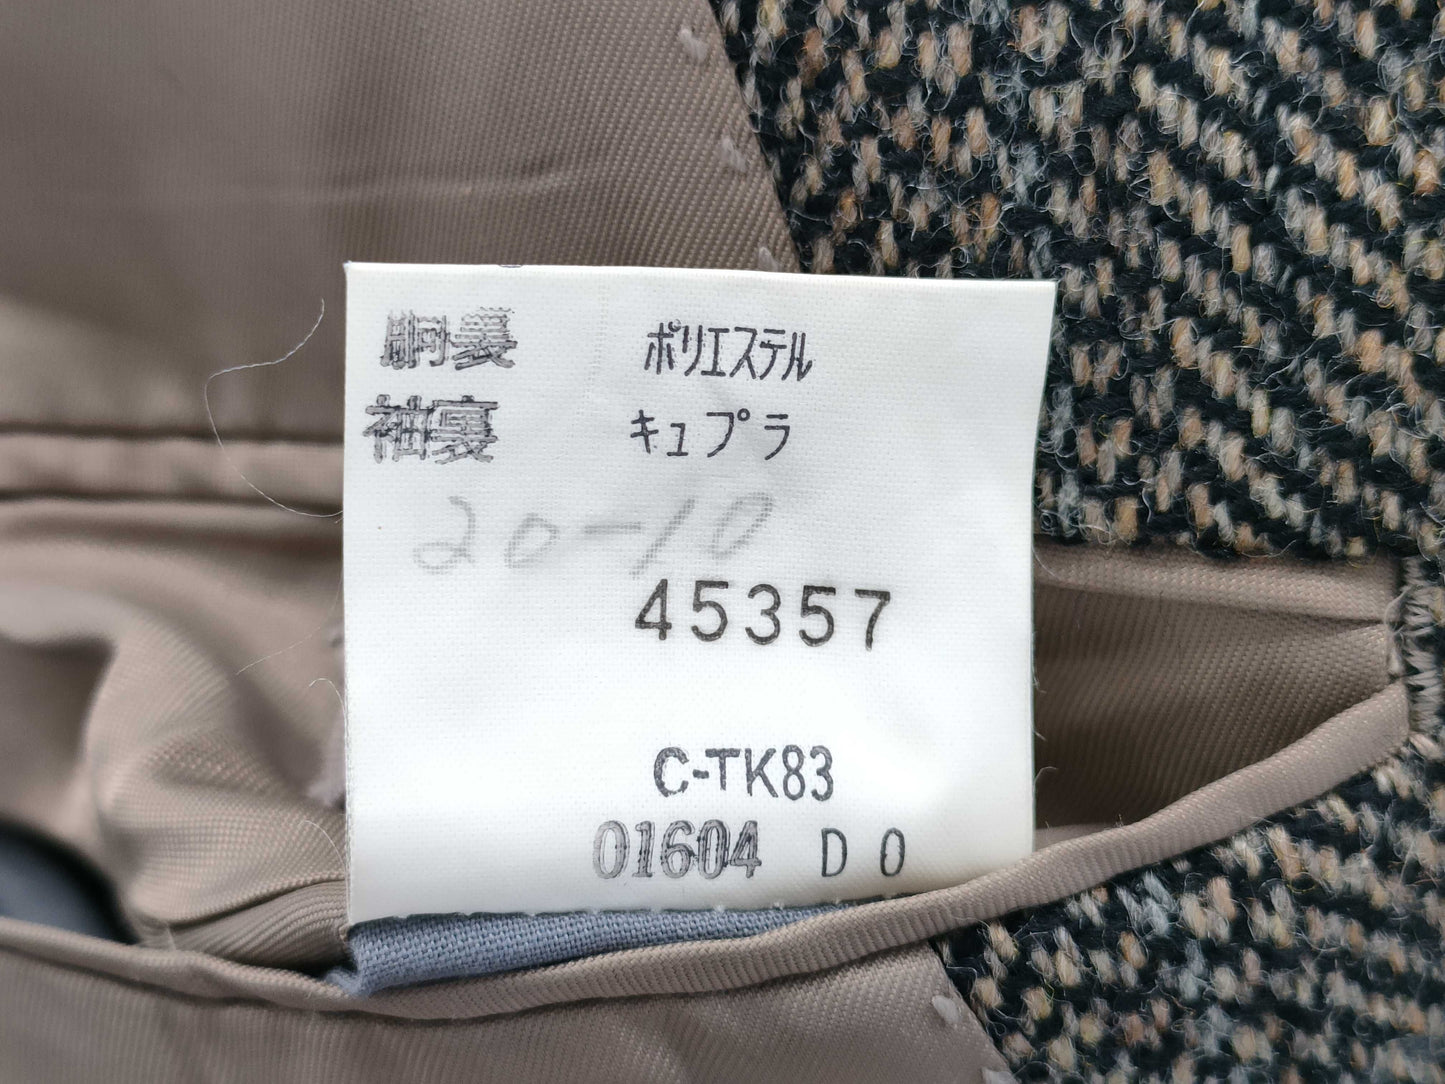 胴裏 ポリエステル
袖裏 キュプラ
20-10
45357
C-TK83
01604 D 0